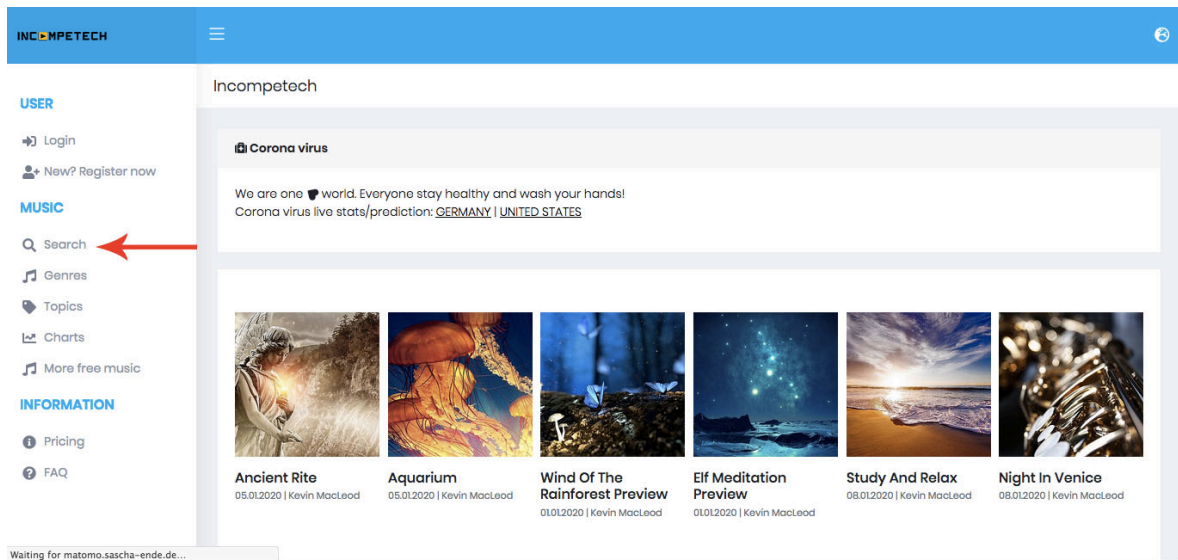 INCOMPETECH
Incompetech
USER
Login
New? Register now
MUSIC
Search
Genres
Topics
Charts
More free music
INFORMATION
Pricing
FAQ
Corona virus
We are one world. Everyone stay healthy and wash your hands!
Corona virus live stats/prediction: GERMANY | UNITED STATES
Ancient Rite
05.01.2020 | Kevin MacLeod
Aquarium
05.01.2020 | Kevin MacLeod
Wind Of The
Rainforest Preview
01.01.2020 | Kevin MacLeod
Elf Meditation
Preview
01.01.2020 | Kevin MacLeod
Study And Relax
08.01.2020 | Kevin MacLeod
Night In Venice
08.01.2020 | Kevin MacLeod
Waiting for matomo.sascha-ende.de...